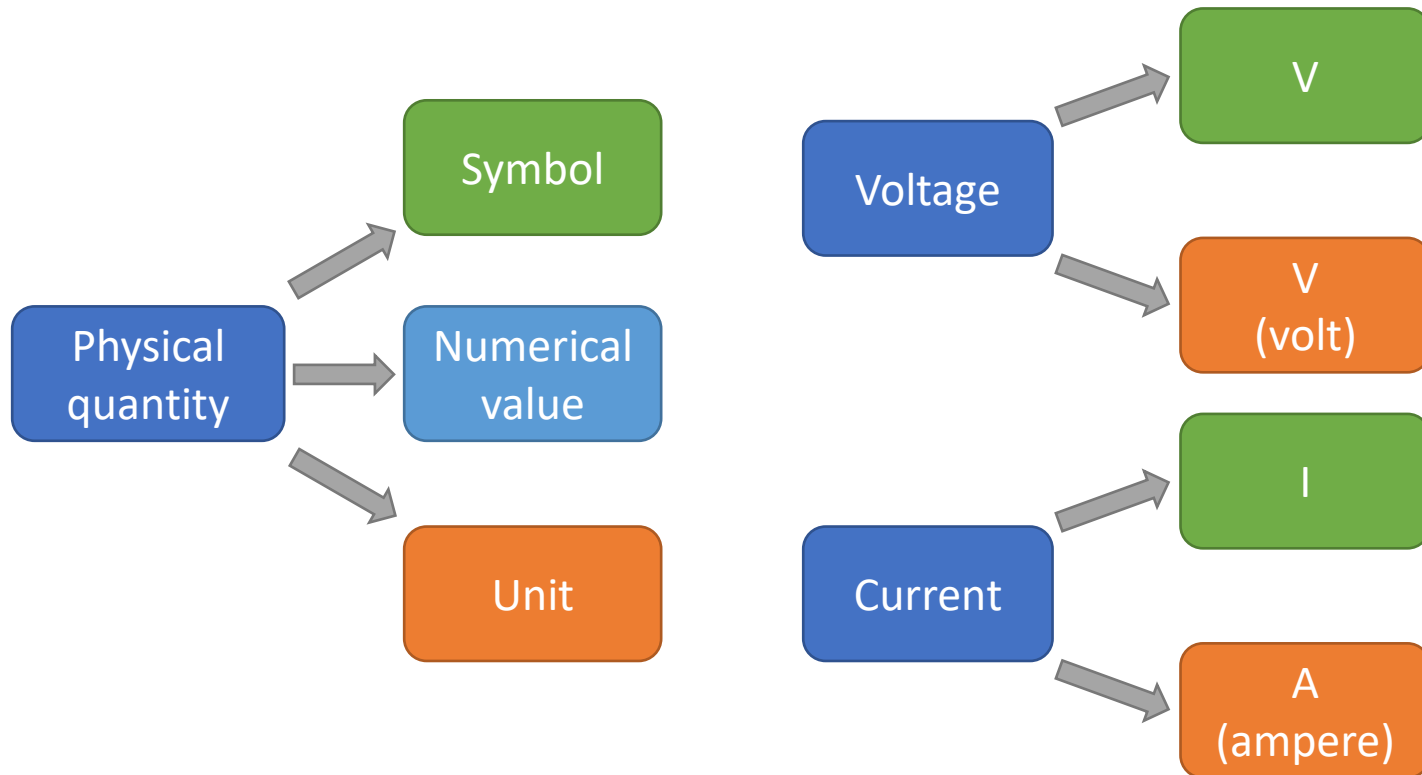 Physical
quantity
Symbol
Numerical
value
Unit
Voltage
V
V
(volt)
Current
I
A
(ampere)